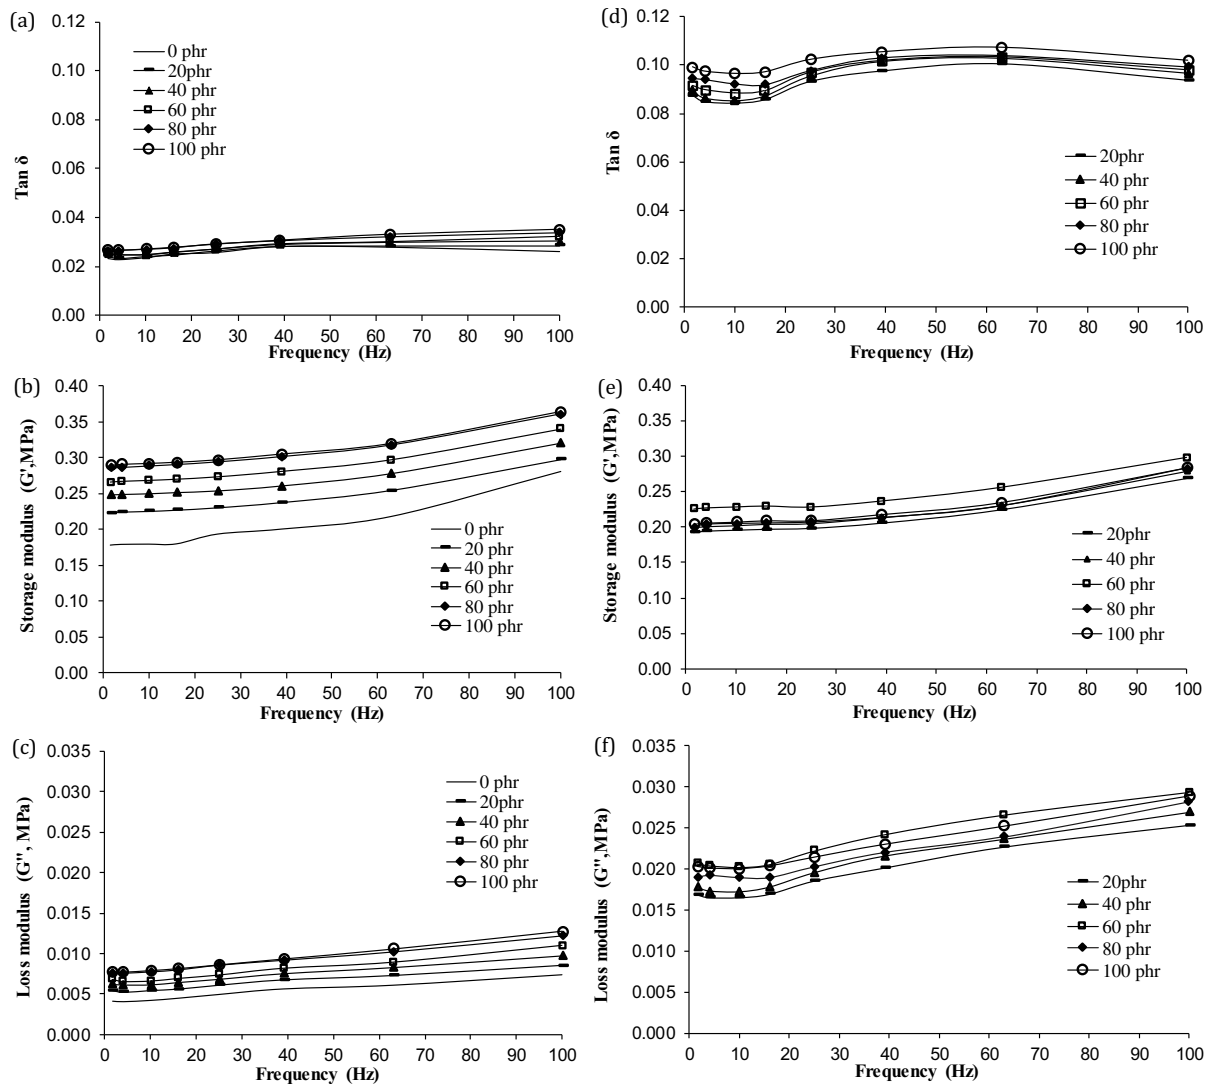 (a)
0.12
0.10
0.08
0.06
0.04
0.02
0.00
Tan δ
0 phr
20phr
40 phr
60 phr
80 phr
100 phr
0 10 20 30 40 50 60 70 80 90 100
Frequency (Hz)
(d)
0.12
0.10
0.08
0.06
0.04
0.02
0.00
Tan δ
20phr
40 phr
60 phr
80 phr
100 phr
0 10 20 30 40 50 60 70 80 90 100
Frequency (Hz)
(b)
0.40
0.35
0.30
0.25
0.20
0.15
0.10
0.05
0.00
Storage modulus (G',MPa)
0 phr
20 phr
40 phr
60 phr
80 phr
100 phr
0 10 20 30 40 50 60 70 80 90 100
Frequency (Hz)
(e)
0.40
0.35
0.30
0.25
0.20
0.15
0.10
0.05
0.00
Storage modulus (G',MPa)
20phr
40 phr
60 phr
80 phr
100 phr
0 10 20 30 40 50 60 70 80 90 100
Frequency (Hz)
(c)
0.035
0.030
0.025
0.020
0.015
0.010
0.005
0.000
Loss modulus (G", MPa)
0 phr
20phr
40 phr
60 phr
80 phr
100 phr
0 10 20 30 40 50 60 70 80 90 100
Frequency (Hz)
(f)
0.035
0.030
0.025
0.020
0.015
0.010
0.005
0.000
Loss modulus (G",MPa)
20phr
40 phr
60 phr
80 phr
100 phr
0 10 20 30 40 50 60 70 80 90 100
Frequency (Hz)